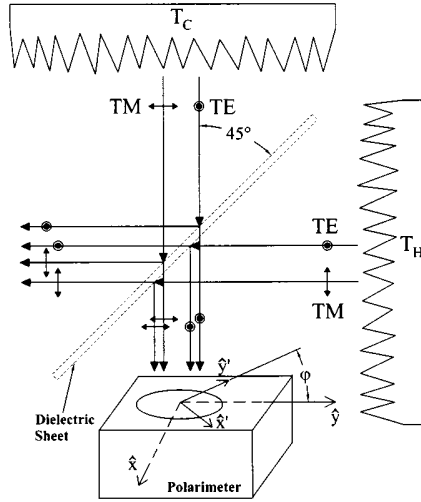 T_C
TM
TE
45°
TE
T_H
TM
ŷ'
φ
Dielectric
Sheet
x̂'
ŷ
x̂
Polarimeter